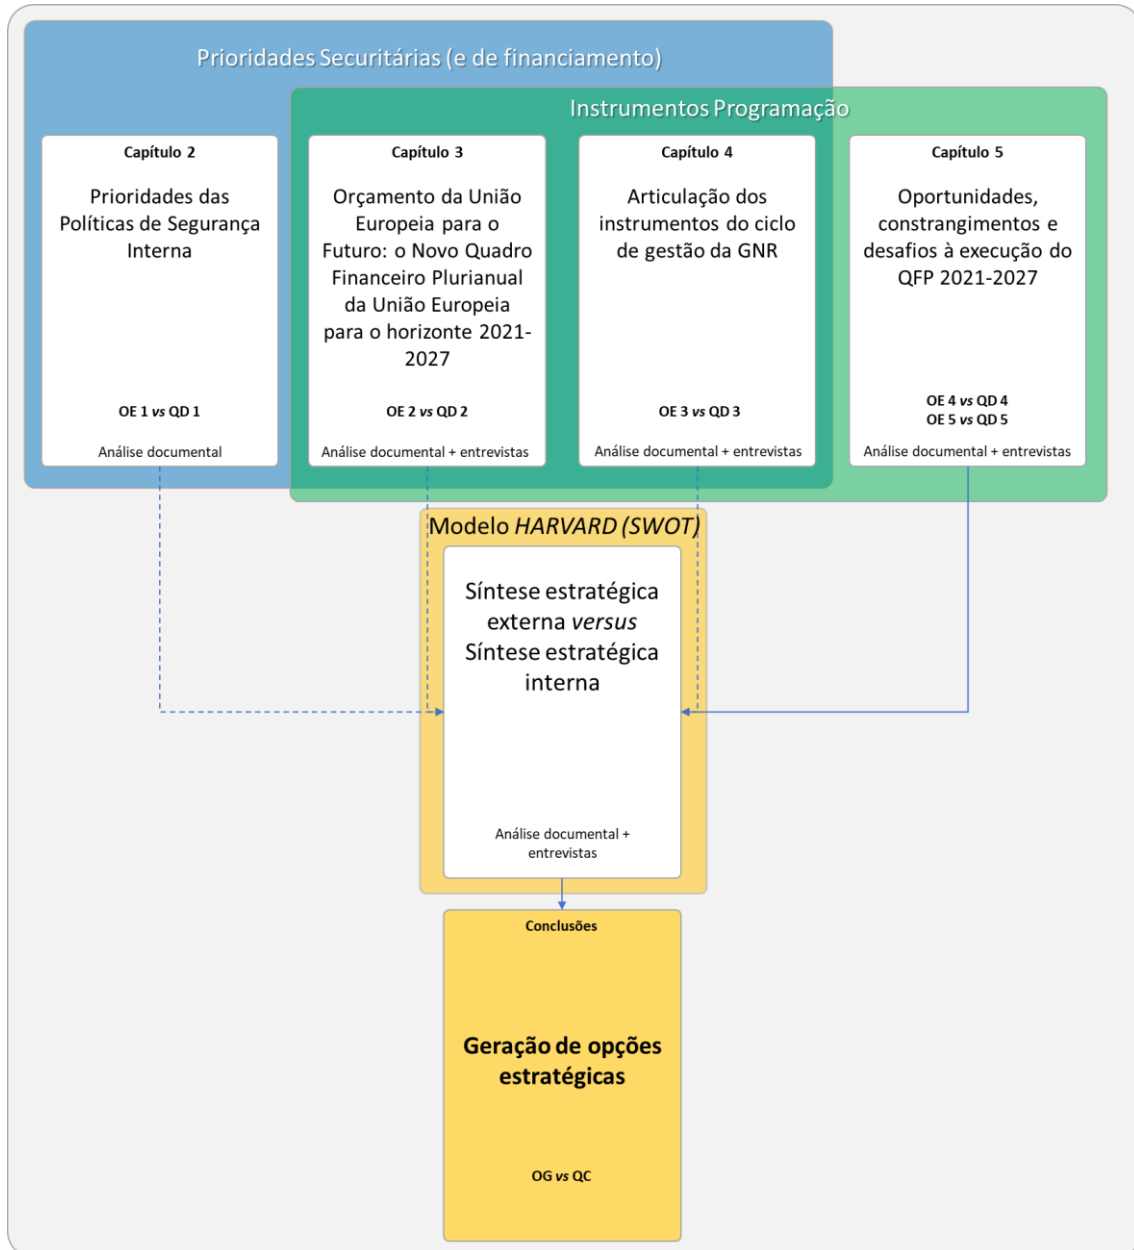 Prioridades Securitárias (e de financiamento)
Instrumentos Programação
Capítulo 2
Prioridades das
Políticas de Segurança
Interna
OE 1 vs QD 1
Análise documental
Capítulo 3
Orçamento da União
Europeia para o
Futuro: o Novo Quadro
Financeiro Plurianual
da União Europeia
para o horizonte 2021-
2027
OE 2 vs QD 2
Análise documental + entrevistas
Capítulo 4
Articulação dos
instrumentos do ciclo
de gestão da GNR
OE 3 vs QD 3
Análise documental + entrevistas
Capítulo 5
Oportunidades,
constrangimentos e
desafios à execução do
QFP 2021-2027
OE 4 vs QD 4
OE 5 vs QD 5
Análise documental + entrevistas
Modelo HARVARD (SWOT)
Síntese estratégica
externa versus
Síntese estratégica
interna
Análise documental +
entrevistas
Conclusões
Geração de opções
estratégicas
OG vs QC